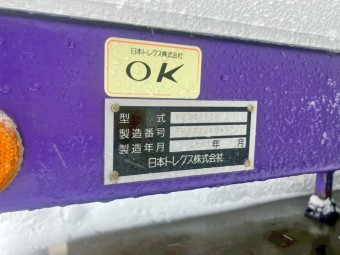 日本トレクス株式会社
OK
型式
製造番号
製造年月 年 月
日本トレクス株式会社